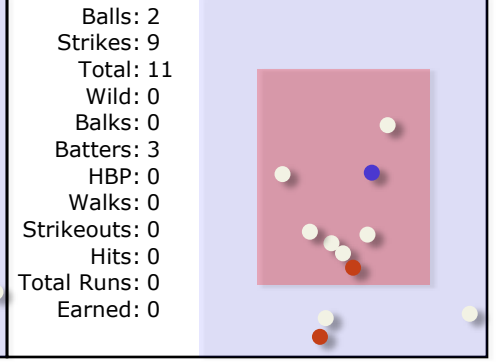 Balls: 2
Strikes: 9
Total: 11
Wild: 0
Balks: 0
Batters: 3
HBP: 0
Walks: 0
Strikeouts: 0
Hits: 0
Total Runs: 0
Earned: 0